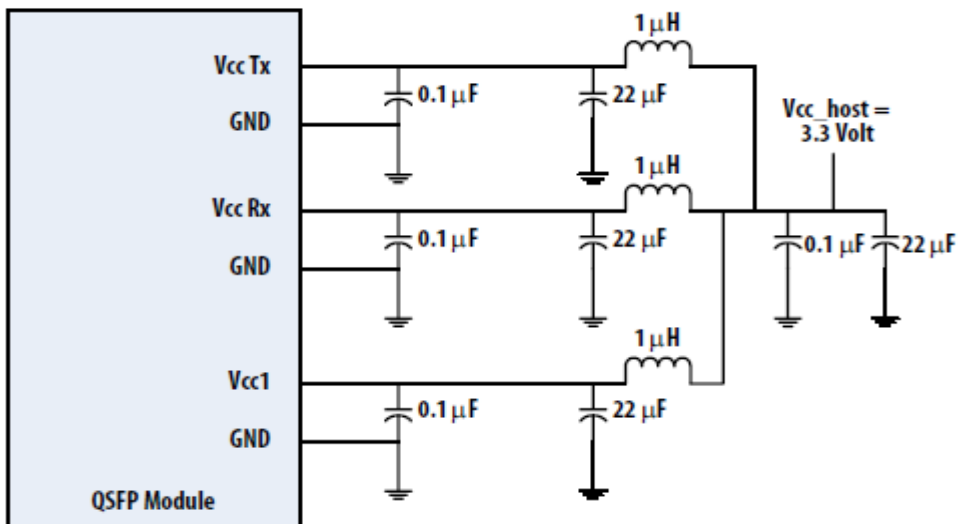 1 μH
Vcc Tx
0.1 μF
22 μF
GND
Vcc_host =
3.3 Volt
1 μH
Vcc Rx
0.1 μF
22 μF
0.1 μF
22 μF
GND
1 μH
Vcc1
0.1 μF
22 μF
GND
QSFP Module